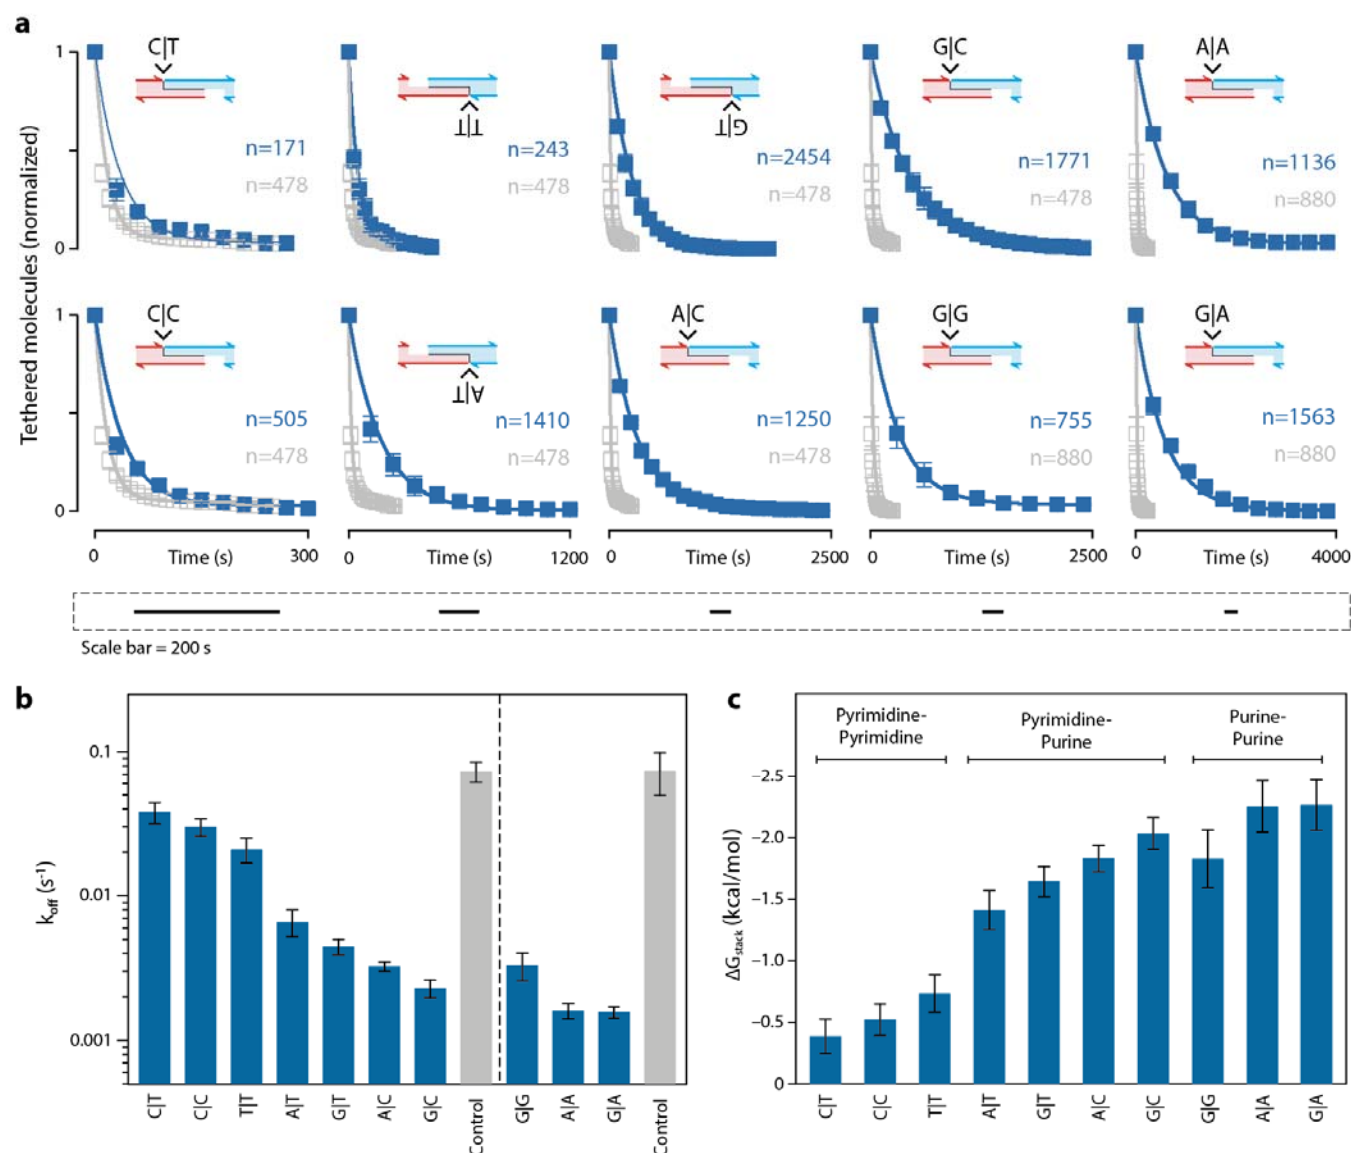 a
Tethered molecules (normalized)
1
0
C|T
n=171
n=478
T|T
n=243
n=478
G|T
n=2454
n=478
G|C
n=1771
n=478
A|A
n=1136
n=880
1
0
C|C
n=505
n=478
A|T
n=1410
n=478
A|C
n=1250
n=478
G|G
n=755
n=880
G|A
n=1563
n=880
0 Time (s) 300
0 Time (s) 1200
0 Time (s) 2500
0 Time (s) 2500
0 Time (s) 4000
Scale bar = 200 s
b
koff (s⁻¹)
0.1
0.01
0.001
C|T
C|C
T|T
A|T
G|T
A|C
G|C
Control
G|G
A|A
G|A
Control
c
ΔGstack (kcal/mol)
Pyrimidine-
Pyrimidine
Pyrimidine-
Purine
Purine-
Purine
−2.5
−2.0
−1.5
−1.0
−0.5
0
C|T
C|C
T|T
A|T
G|T
A|C
G|C
G|G
A|A
G|A